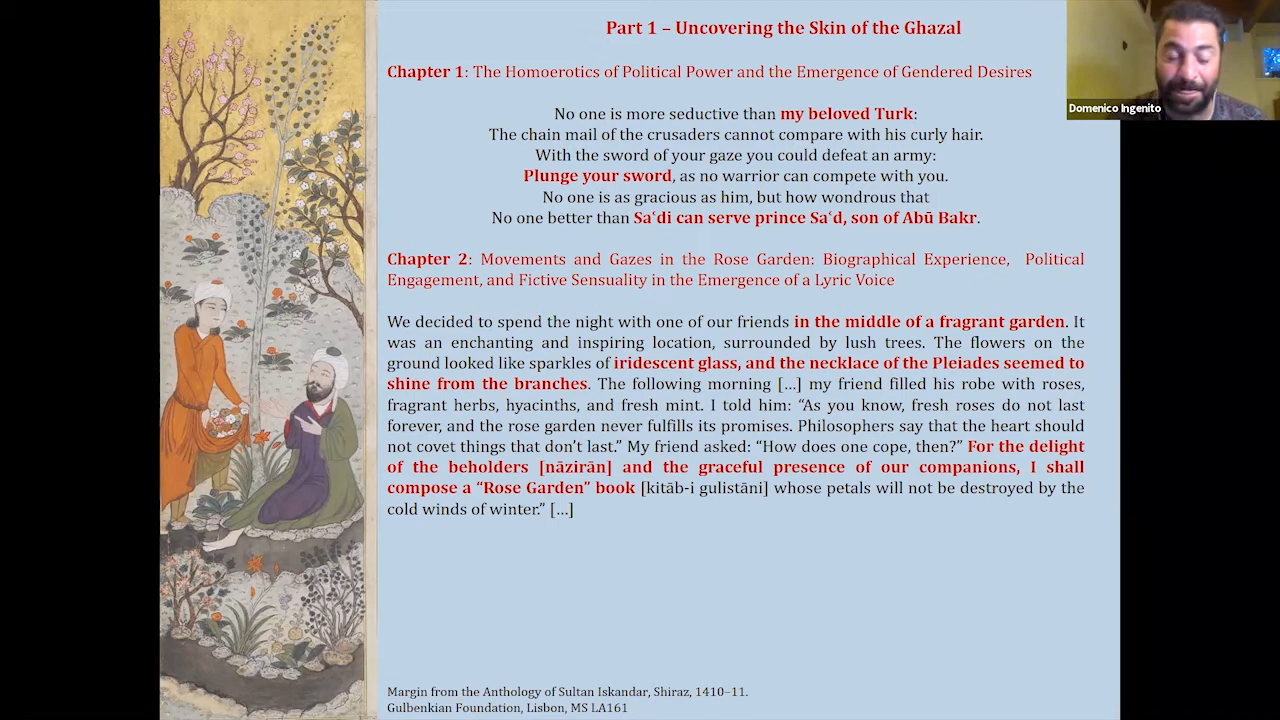 Part 1 – Uncovering the Skin of the Ghazal
Chapter 1: The Homoerotics of Political Power and the Emergence of Gendered Desires
Domenico Ingenito
No one is more seductive than my beloved Turk:
The chain mail of the crusaders cannot compare with his curly hair.
With the sword of your gaze you could defeat an army:
Plunge your sword, as no warrior can compete with you.
No one is as gracious as him, but how wondrous that
No one better than Saʿdi can serve prince Saʿd, son of Abū Bakr.
Chapter 2: Movements and Gazes in the Rose Garden: Biographical Experience, Political
Engagement, and Fictive Sensuality in the Emergence of a Lyric Voice
We decided to spend the night with one of our friends in the middle of a fragrant garden. It
was an enchanting and inspiring location, surrounded by lush trees. The flowers on the
ground looked like sparkles of iridescent glass, and the necklace of the Pleiades seemed to
shine from the branches. The following morning […] my friend filled his robe with roses,
fragrant herbs, hyacinths, and fresh mint. I told him: “As you know, fresh roses do not last
forever, and the rose garden never fulfills its promises. Philosophers say that the heart should
not covet things that don’t last.” My friend asked: “How does one cope, then?” For the delight
of the beholders [nāzirān] and the graceful presence of our companions, I shall
compose a “Rose Garden” book [kitāb-i gulistāni] whose petals will not be destroyed by the
cold winds of winter.” […]
Margin from the Anthology of Sultan Iskandar, Shiraz, 1410–11.
Gulbenkian Foundation, Lisbon, MS LA161